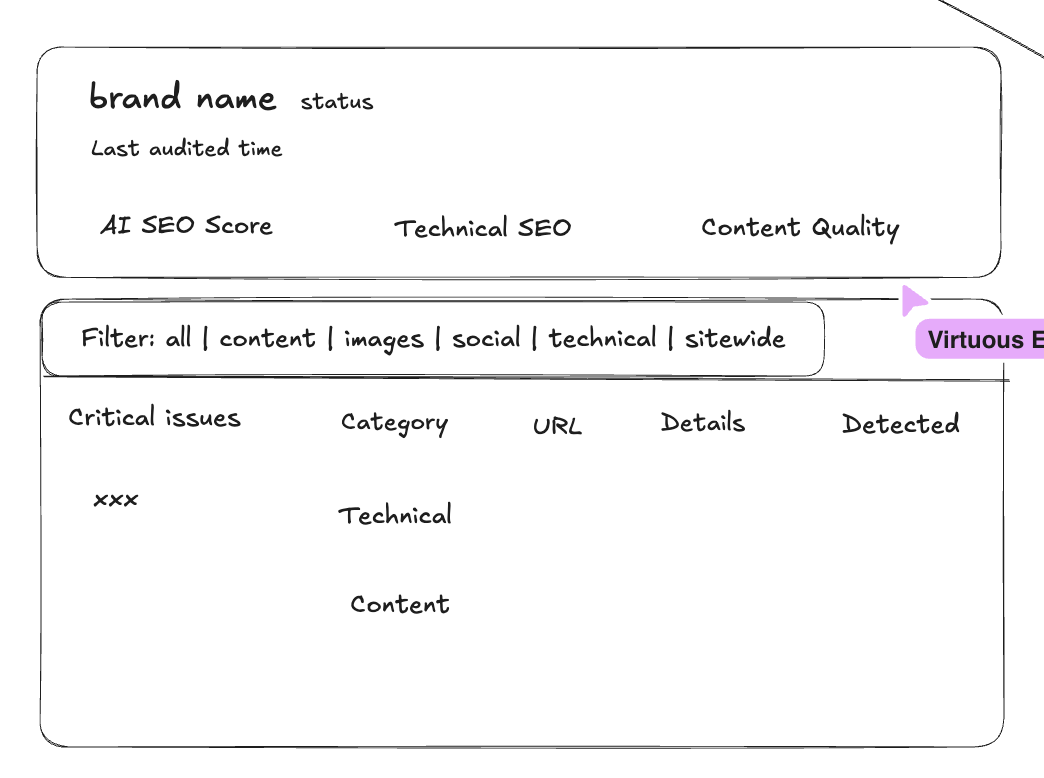 brand name status
Last audited time
AI SEO Score Technical SEO Content Quality
Filter: all | content | images | social | technical | sitewide
Virtuous E
Critical issues Category URL Details Detected
xxx
Technical
Content